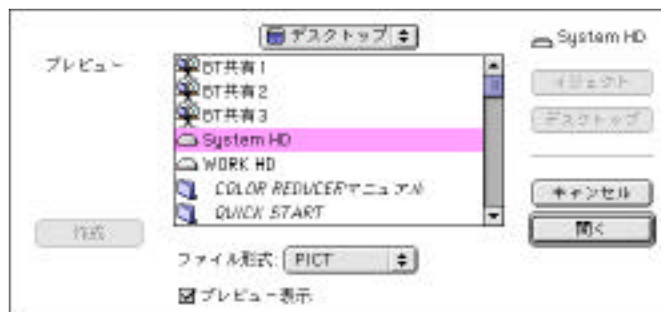 デスクトップ
System HD
プレビュー
BT共有1
BT共有2
BT共有3
System HD
WORK HD
COLOR REDUCERマニュアル
QUICK START
イジェクト
デスクトップ
キャンセル
開く
作成
ファイル形式: PICT
プレビュー表示